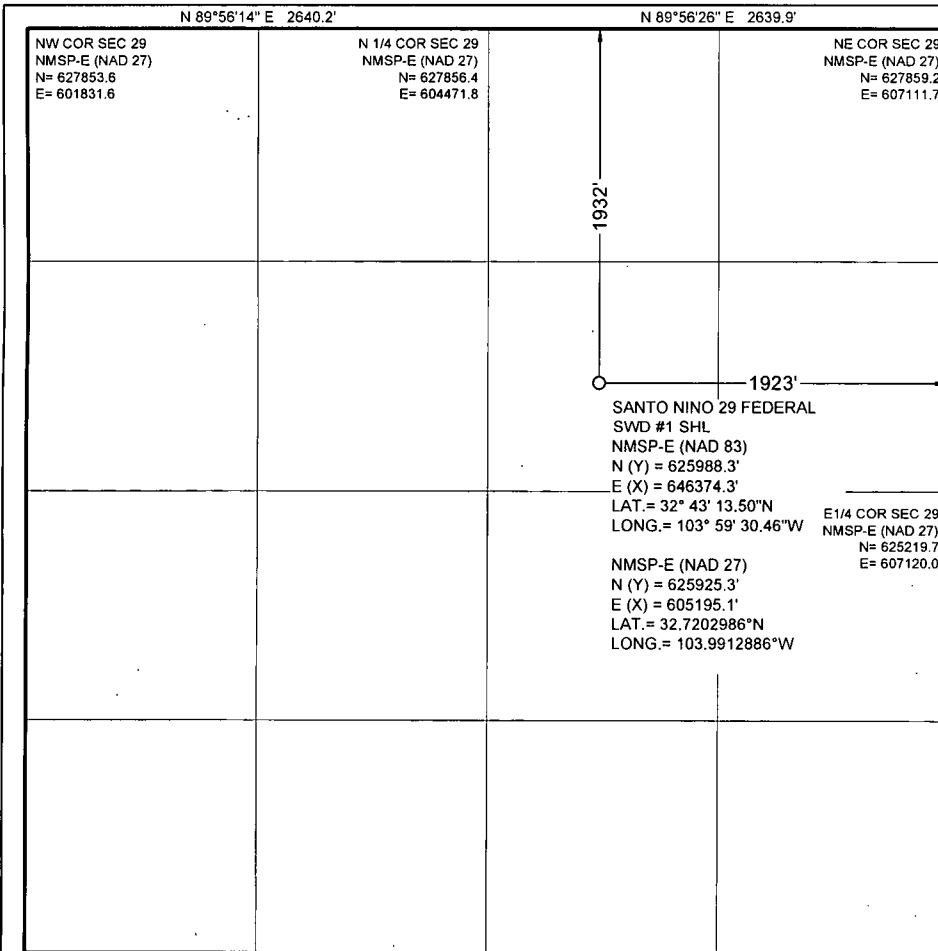 N 89°56'14" E 2640.2'
N 89°56'26" E 2639.9'
NW COR SEC 29
NMSP-E (NAD 27)
N= 627853.6
E= 601831.6
N 1/4 COR SEC 29
NMSP-E (NAD 27)
N= 627856.4
E= 604471.8
NE COR SEC 29
NMSP-E (NAD 27)
N= 627859.2
E= 607111.7
1932'
1923'
SANTO NINO 29 FEDERAL
SWD #1 SHL
NMSP-E (NAD 83)
N (Y) = 625988.3'
E (X) = 646374.3'
LAT.= 32° 43' 13.50"N
LONG.= 103° 59' 30.46"W
NMSP-E (NAD 27)
N (Y) = 625925.3'
E (X) = 605195.1'
LAT.= 32.7202986°N
LONG.= 103.9912886°W
E1/4 COR SEC 29
NMSP-E (NAD 27)
N= 625219.7
E= 607120.0